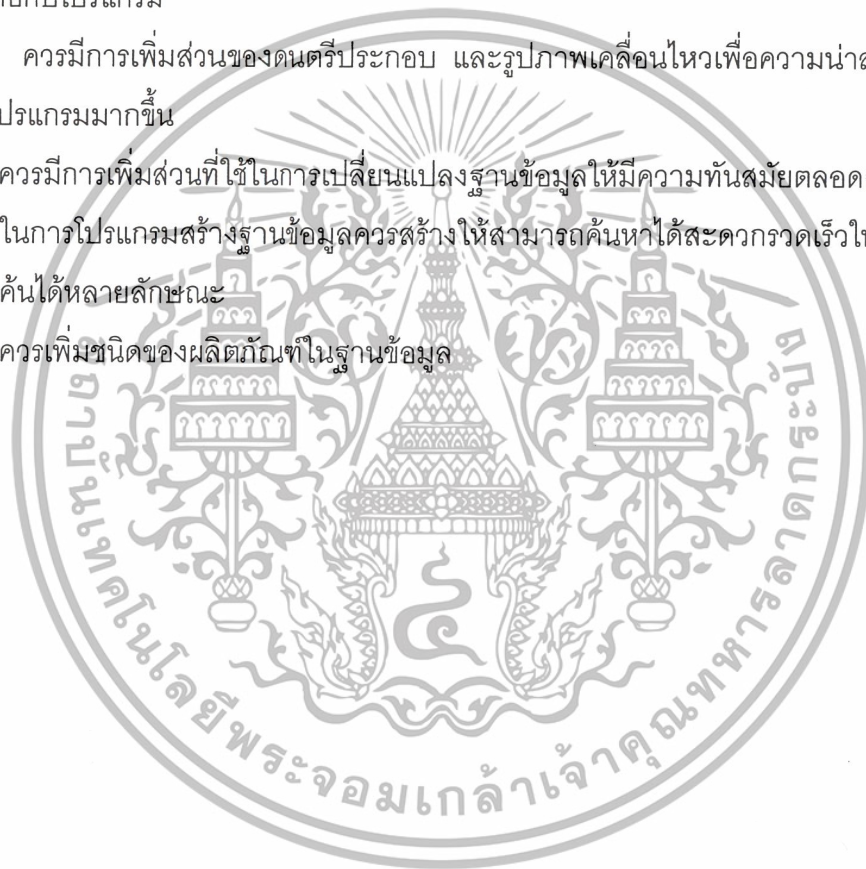 ควรมีการเพิ่มส่วนของดนตรีประกอบ และรูปภาพเคลื่อนไหวเพื่อความน่าส
ปรแกรมมากขึ้น
ควรมีการเพิ่มส่วนที่ใช้ในการเปลี่ยนแปลงฐานข้อมูลให้มีความทันสมัยตลอด
ในการโปรแกรมสร้างฐานข้อมูลควรสร้างให้สามารถค้นหาได้สะดวกรวดเร็วใน
ค้นได้หลายลักษณะ
ควรเพิ่มชนิดของผลิตภัณฑ์ในฐานข้อมูล
สถาบันเทคโนโลยีพระจอมเกล้าเจ้าคุณทหารลาดกระบัง